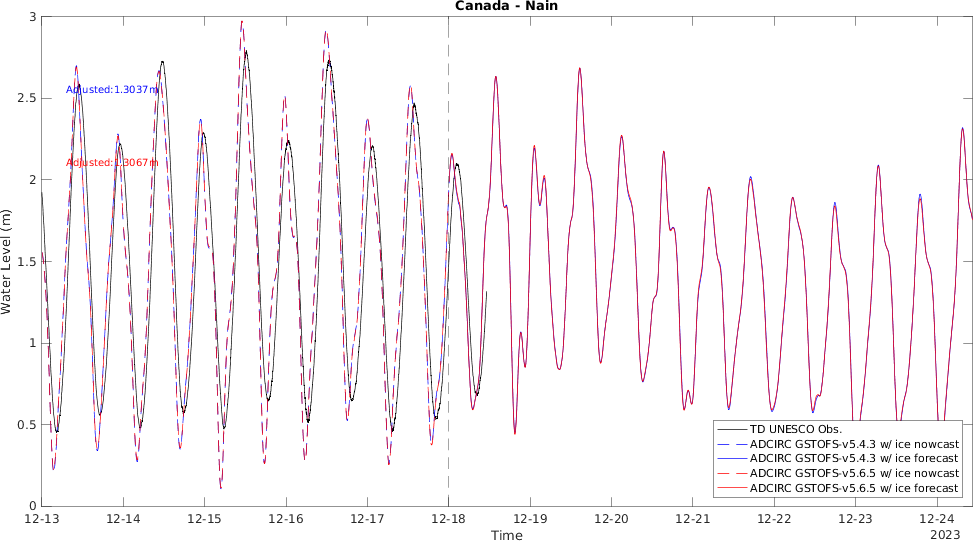 Canada - Nain
Water Level (m)
3
2.5
2
1.5
1
0.5
0
Adjusted:1.3037m
Adjusted:1.3067m
TD UNESCO Obs.
ADCIRC GSTOFS-v5.4.3 w/ ice nowcast
ADCIRC GSTOFS-v5.4.3 w/ ice forecast
ADCIRC GSTOFS-v5.6.5 w/ ice nowcast
ADCIRC GSTOFS-v5.6.5 w/ ice forecast
12-13 12-14 12-15 12-16 12-17 12-18 12-19 12-20 12-21 12-22 12-23 12-24
Time
2023